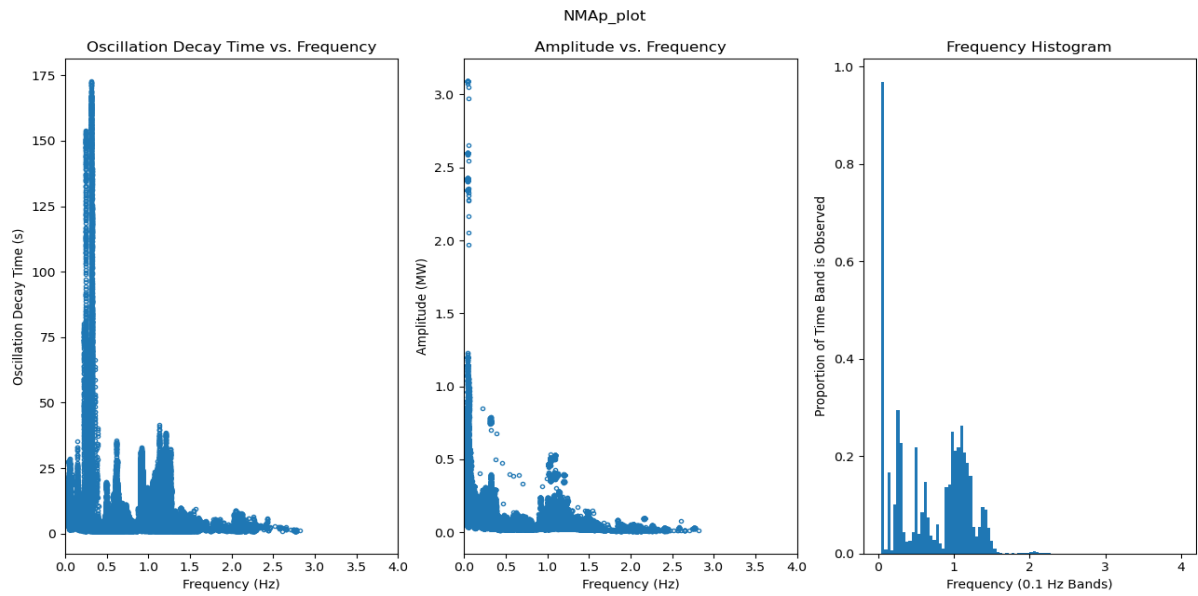 NMAp_plot
Oscillation Decay Time vs. Frequency
Oscillation Decay Time (s)
175
150
125
100
75
50
25
0
0.0 0.5 1.0 1.5 2.0 2.5 3.0 3.5 4.0
Frequency (Hz)
Amplitude vs. Frequency
Amplitude (MW)
3.0
2.5
2.0
1.5
1.0
0.5
0.0
0.0 0.5 1.0 1.5 2.0 2.5 3.0 3.5 4.0
Frequency (Hz)
Frequency Histogram
Proportion of Time Band is Observed
1.0
0.8
0.6
0.4
0.2
0.0
0 1 2 3 4
Frequency (0.1 Hz Bands)